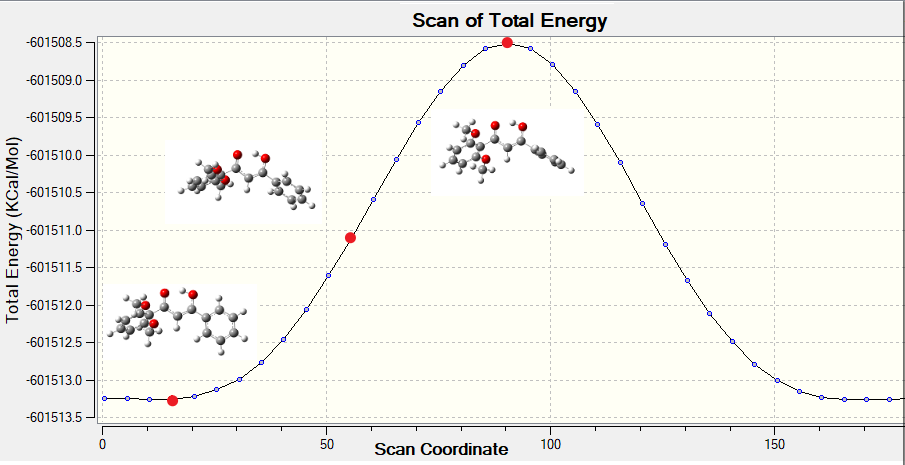 Scan of Total Energy
Total Energy (KCal/Mol)
-601508.5
-601509.0
-601509.5
-601510.0
-601510.5
-601511.0
-601511.5
-601512.0
-601512.5
-601513.0
-601513.5
0 50 100 150
Scan Coordinate